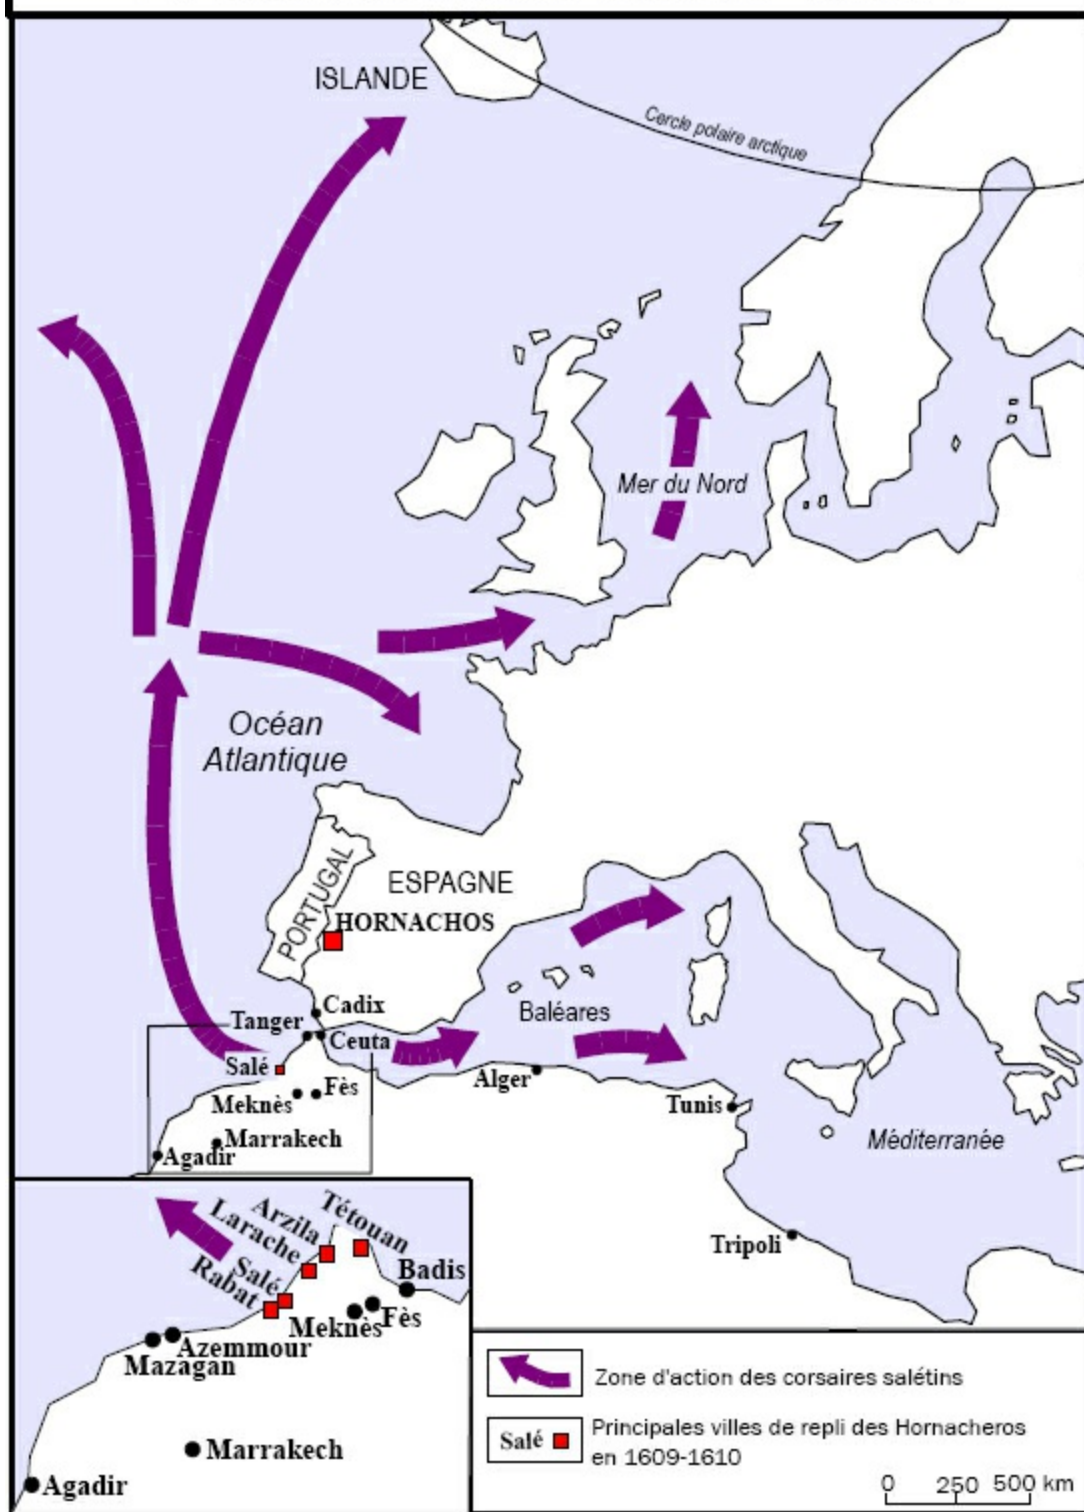 ISLANDE
Cercle polaire arctique
Mer du Nord
Océan
Atlantique
PORTUGAL
ESPAGNE
HORNACHOS
Cadix
Tanger
Ceuta
Baléares
Salé
Fès
Meknès
Alger
Tunis
Marrakech
Agadir
Méditerranée
Tripoli
Tétouan
Arzila
Larache
Salé
Rabat
Badis
Fès
Meknès
Azemmour
Mazagan
Marrakech
Agadir
Zone d'action des corsaires salétins
Salé
Principales villes de repli des Hornacheros
en 1609-1610
0 250 500 km